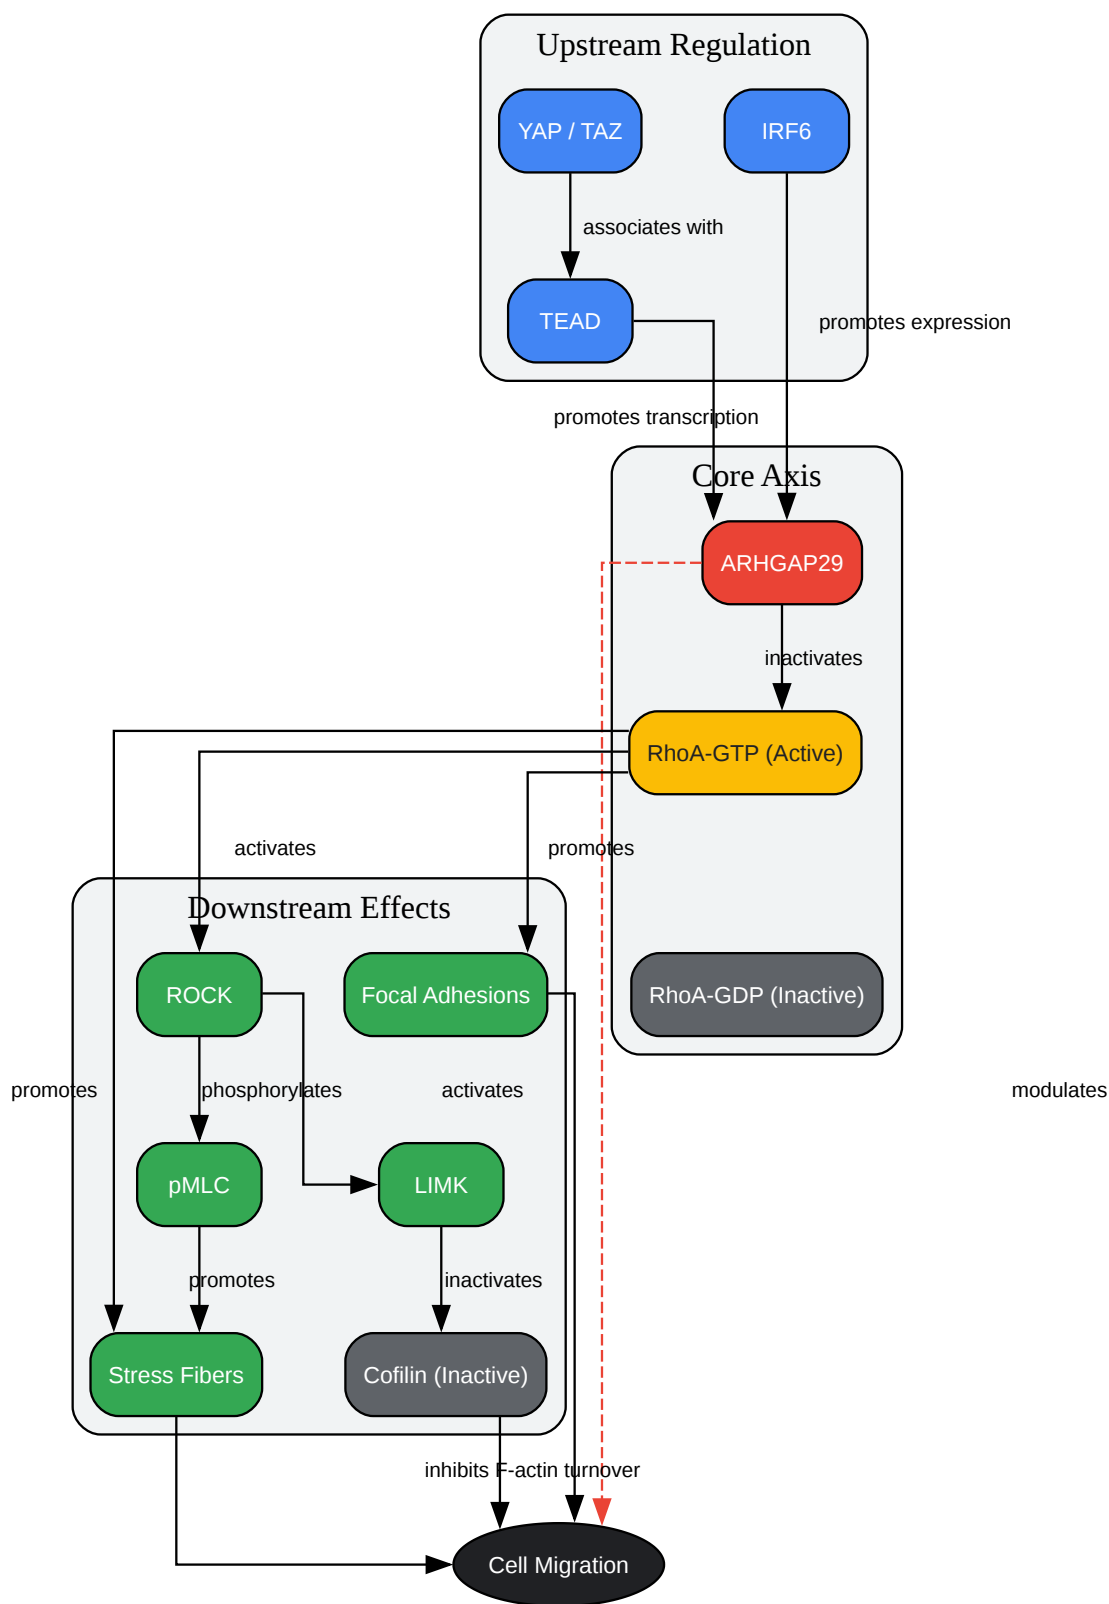 Upstream Regulation
YAP / TAZ
IRF6
associates with
TEAD
promotes expression
promotes transcription
Core Axis
ARHGAP29
inactivates
RhoA-GTP (Active)
activates
promotes
Downstream Effects
ROCK
Focal Adhesions
RhoA-GDP (Inactive)
promotes
phosphorylates
activates
modulates
pMLC
LIMK
promotes
inactivates
Stress Fibers
Cofilin (Inactive)
inhibits F-actin turnover
Cell Migration